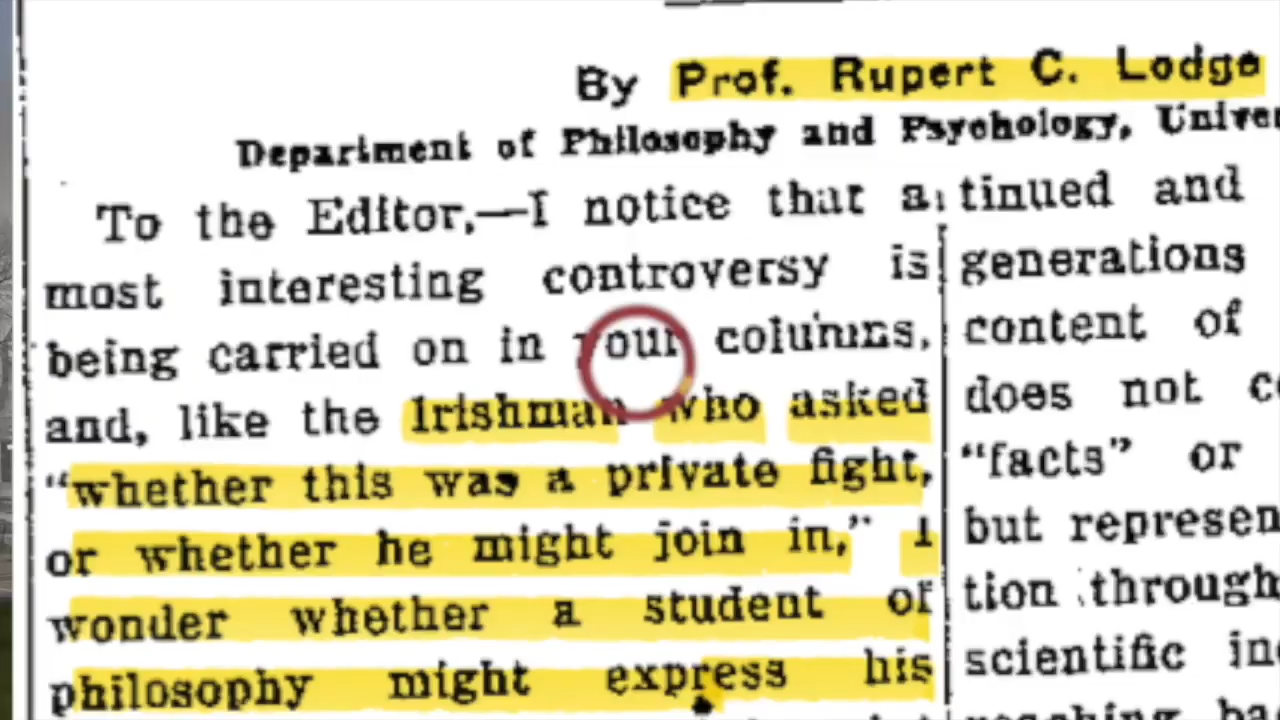 By Prof. Rupert C. Lodge
Department of Philosophy and Psychology,
To the Editor,—I notice that a
most interesting controversy is
being carried on in your columns,
and, like the Irishman who asked
“whether this was a private fight,
or whether he might join in,” I
wonder whether a student of
philosophy might express his
tinued and
generations
content of
does not
“facts” or
but
tion through
scientific